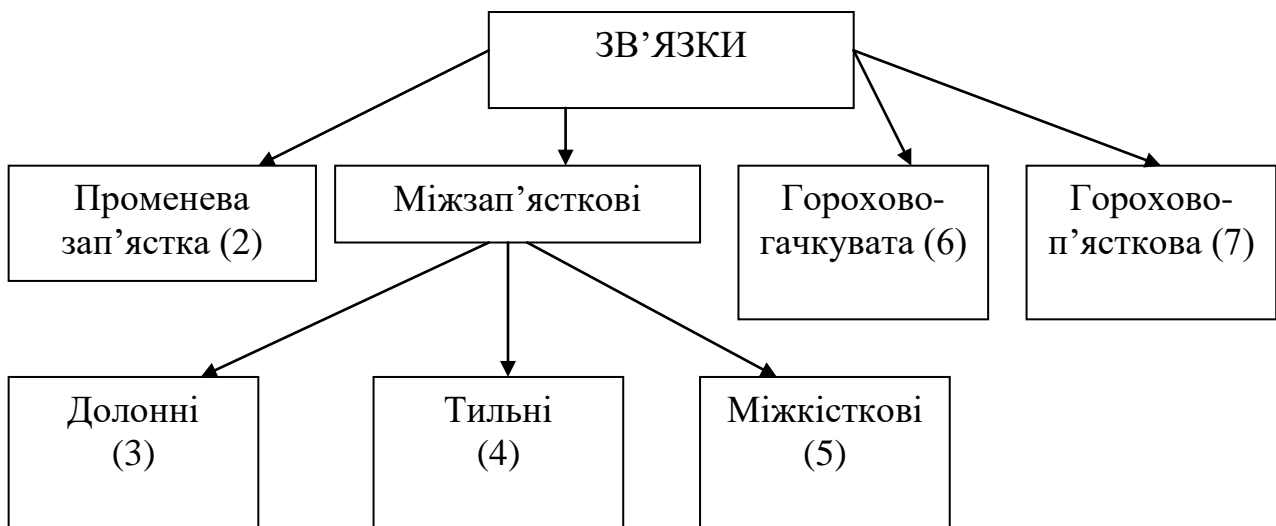 ЗВ’ЯЗКИ
Променева
зап’ястка (2)
Міжзап’ясткові
Горохово-
гачкувата (6)
Горохово-
п’ясткова (7)
Долонні
(3)
Тильні
(4)
Міжкісткові
(5)